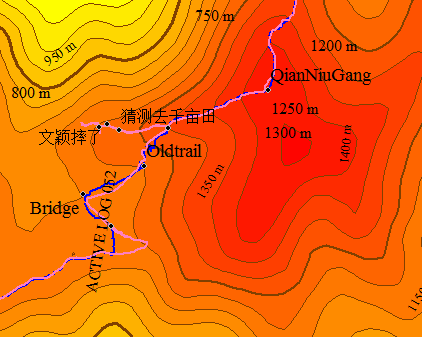 750 m
950 m
1200 m
QianNiuGang
800 m
1250 m
猜测去千亩田
文颖摔了
1300 m
1400 m
Oldtrail
1350 m
ACTIVE LOG 052
Bridge